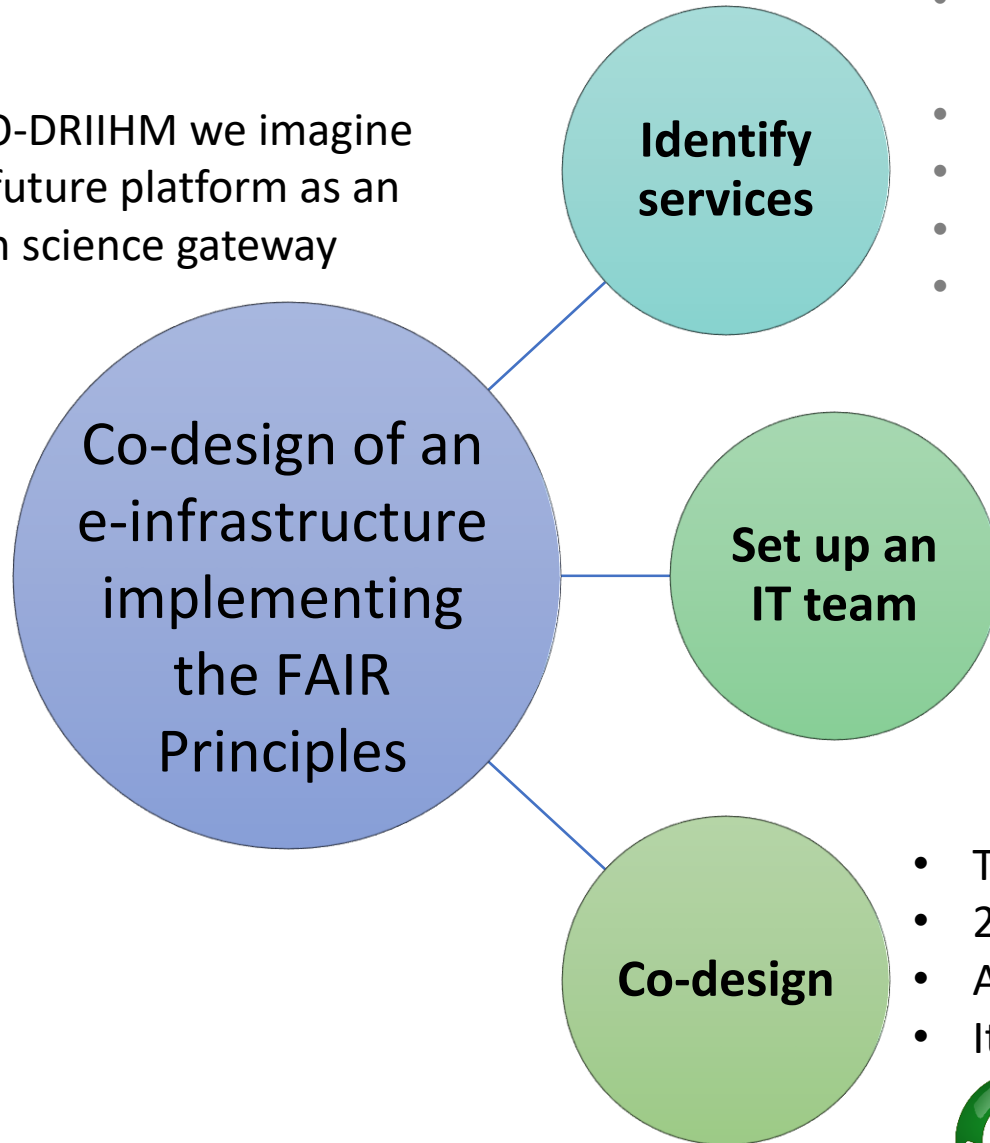 D-DRIIHM we imagine
future platform as an
science gateway
Identify
services
Co-design of an
e-infrastructure
implementing
the FAIR
Principles
Set up an
IT team
Co-design